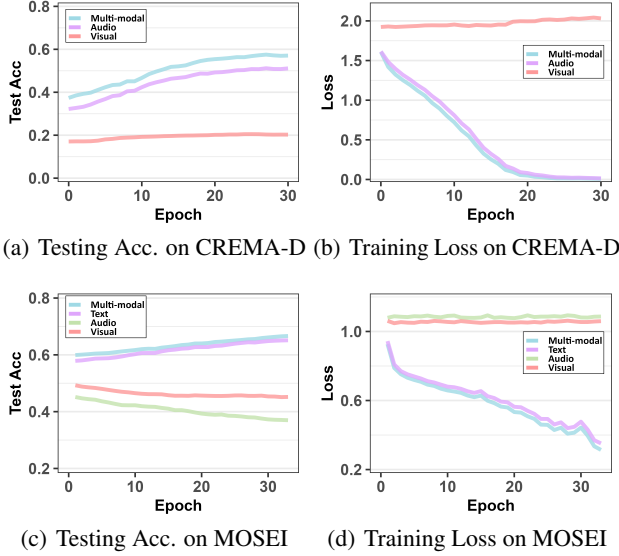 0.8
0.6
0.4
0.2
0.0
Test Acc
Multi-modal
Audio
Visual
0
10
20
30
Epoch
(a) Testing Acc. on CREMA-D
2.0
1.5
1.0
0.5
0.0
Loss
Multi-modal
Audio
Visual
0
10
20
30
Epoch
(b) Training Loss on CREMA-D
0.8
0.6
0.4
0.2
Test Acc
Multi-modal
Text
Audio
Visual
0
10
20
30
Epoch
(c) Testing Acc. on MOSEI
1.0
0.6
0.2
Loss
Multi-modal
Text
Audio
Visual
0
10
20
30
Epoch
(d) Training Loss on MOSEI